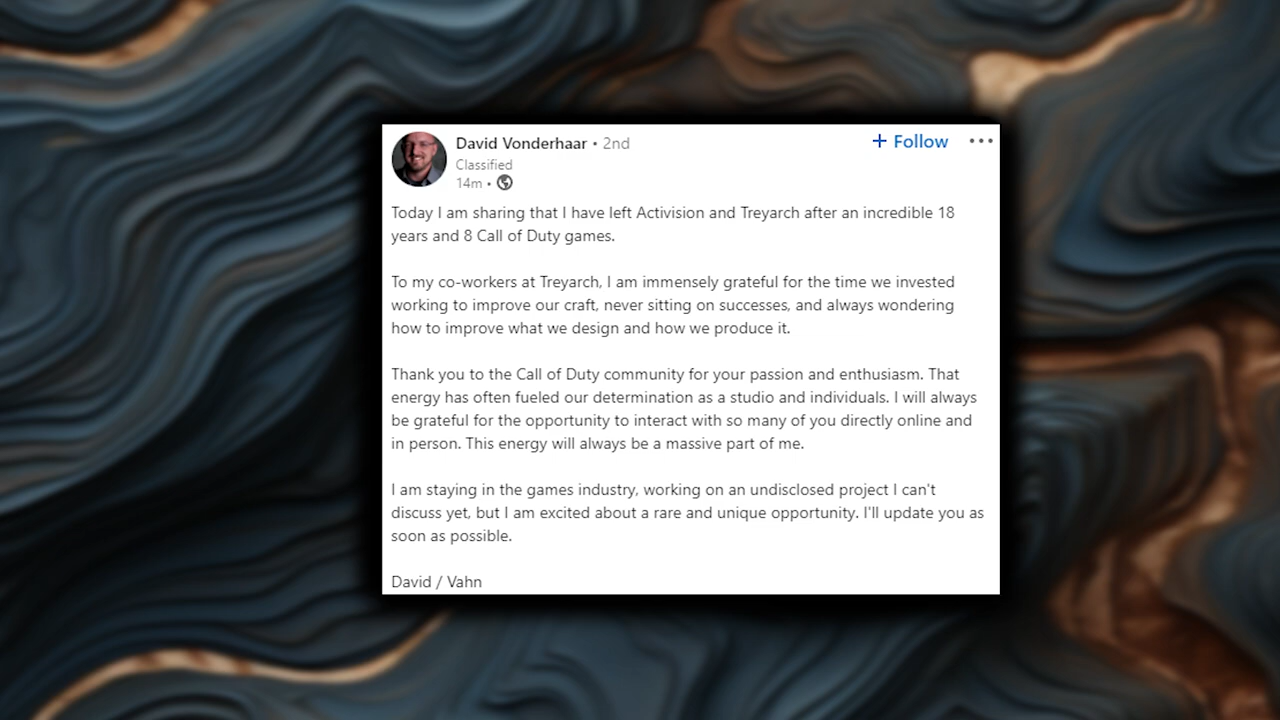 David Vonderhaar • 2nd
+ Follow
Classified
14m •
Today I am sharing that I have left Activision and Treyarch after an incredible 18
years and 8 Call of Duty games.
To my co-workers at Treyarch, I am immensely grateful for the time we invested
working to improve our craft, never sitting on successes, and always wondering
how to improve what we design and how we produce it.
Thank you to the Call of Duty community for your passion and enthusiasm. That
energy has often fueled our determination as a studio and individuals. I will always
be grateful for the opportunity to interact with so many of you directly online and
in person. This energy will always be a massive part of me.
I am staying in the games industry, working on an undisclosed project I can't
discuss yet, but I am excited about a rare and unique opportunity. I'll update you as
soon as possible.
David / Vahn